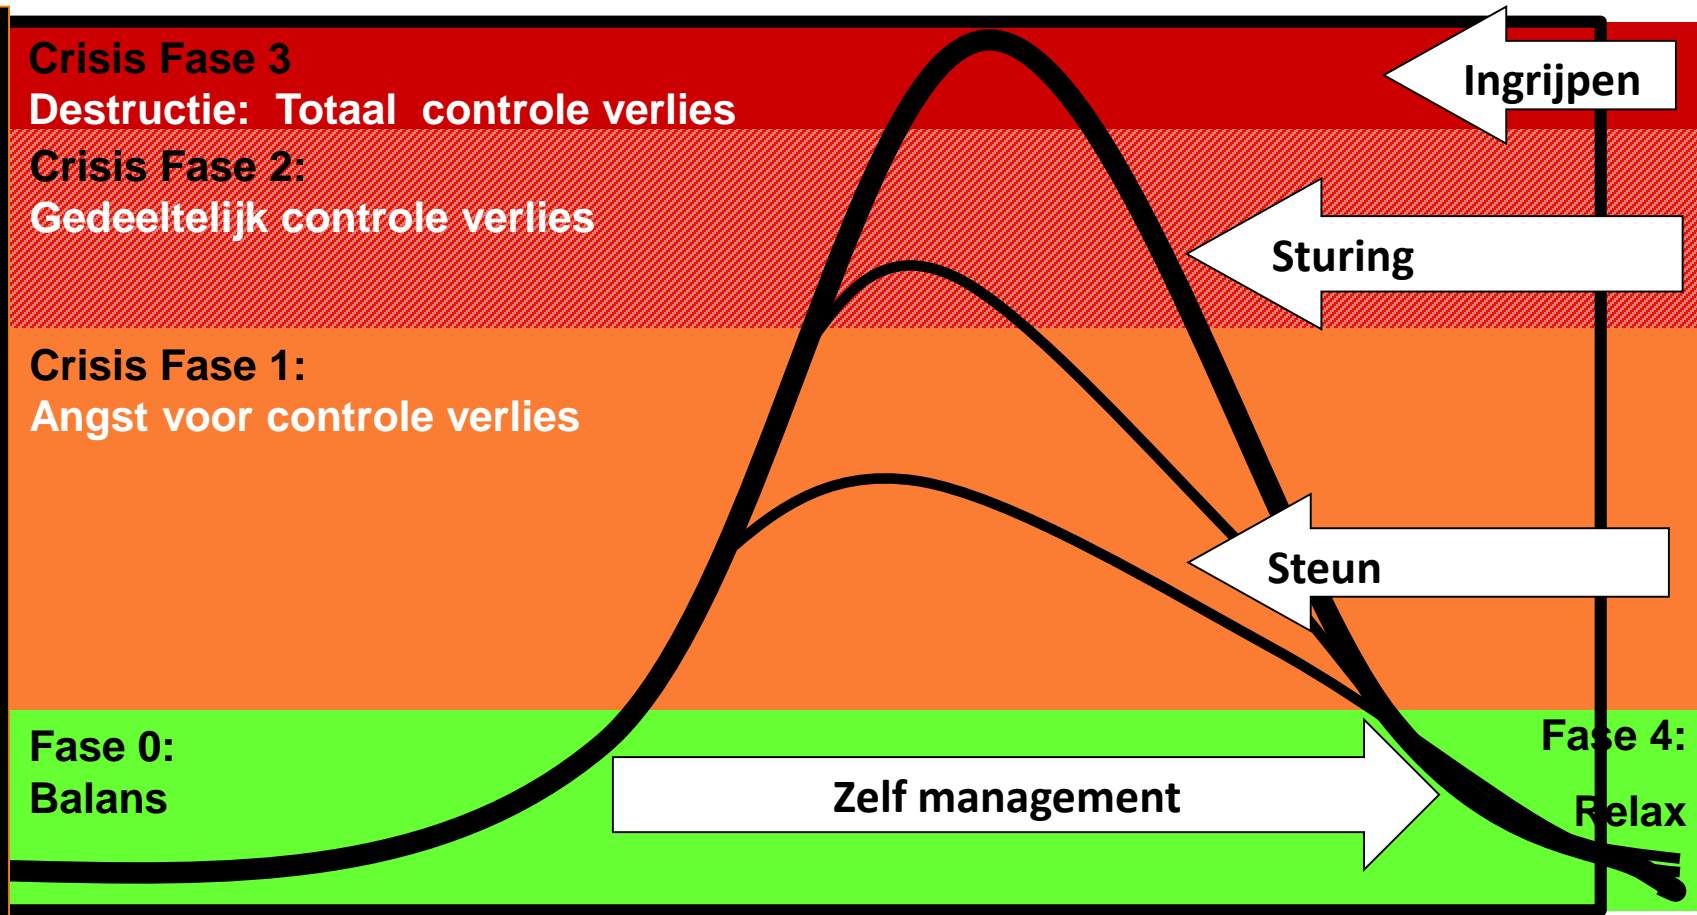 Crisis Fase 3
Destructie: Totaal controle verlies
Ingrijpen
Crisis Fase 2:
Gedeeltelijk controle verlies
Sturing
Crisis Fase 1:
Angst voor controle verlies
Steun
Fase 0:
Balans
Zelf management
Fase 4:
Relax